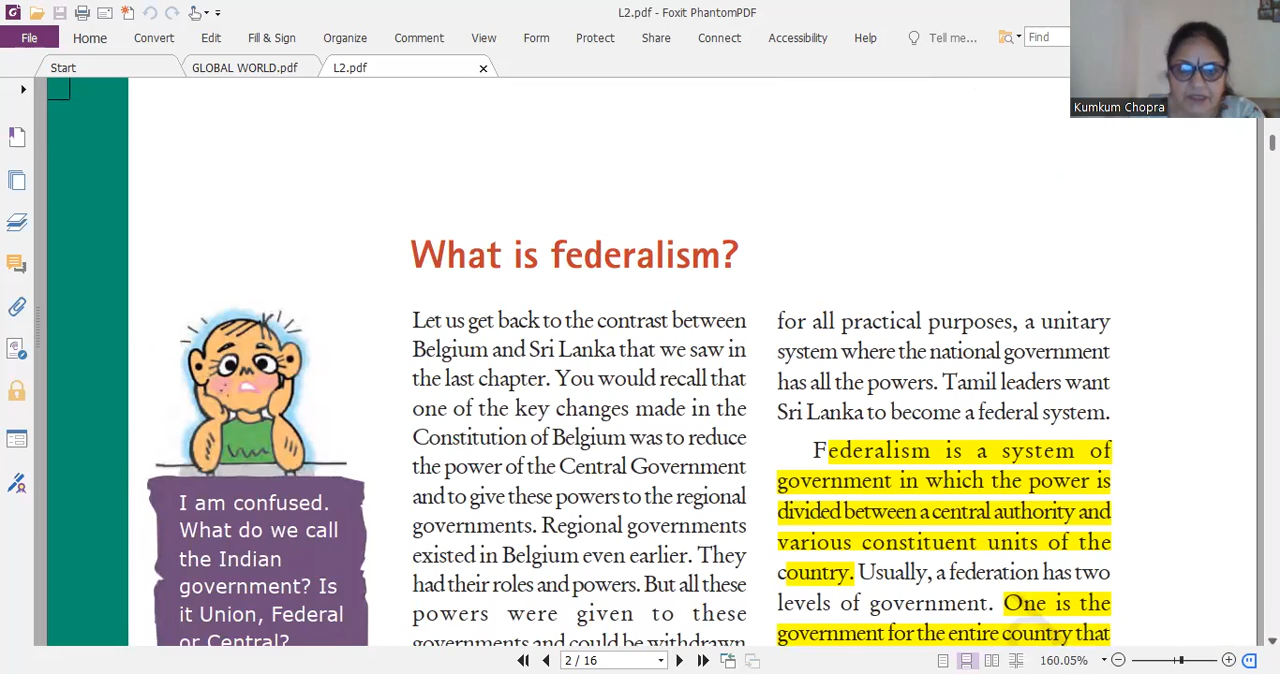 L2.pdf - Foxit PhantomPDF
File Home Convert Edit Fill & Sign Organize Comment View Form Protect Share Connect Accessibility Help Tell me... Find
Start GLOBAL WORLD.pdf L2.pdf
Kumkum Chopra
What is federalism?
Let us get back to the contrast between
Belgium and Sri Lanka that we saw in
the last chapter. You would recall that
one of the key changes made in the
Constitution of Belgium was to reduce
the power of the Central Government
and to give these powers to the regional
governments. Regional governments
existed in Belgium even earlier. They
had their roles and powers. But all these
powers were given to these
governments and could be withdrawn
for all practical purposes, a unitary
system where the national government
has all the powers. Tamil leaders want
Sri Lanka to become a federal system.
Federalism is a system of
government in which the power is
divided between a central authority and
various constituent units of the
country. Usually, a federation has two
levels of government. One is the
government for the entire country that
I am confused.
What do we call
the Indian
government? Is
it Union, Federal
or Central?
2 / 16
160.05%